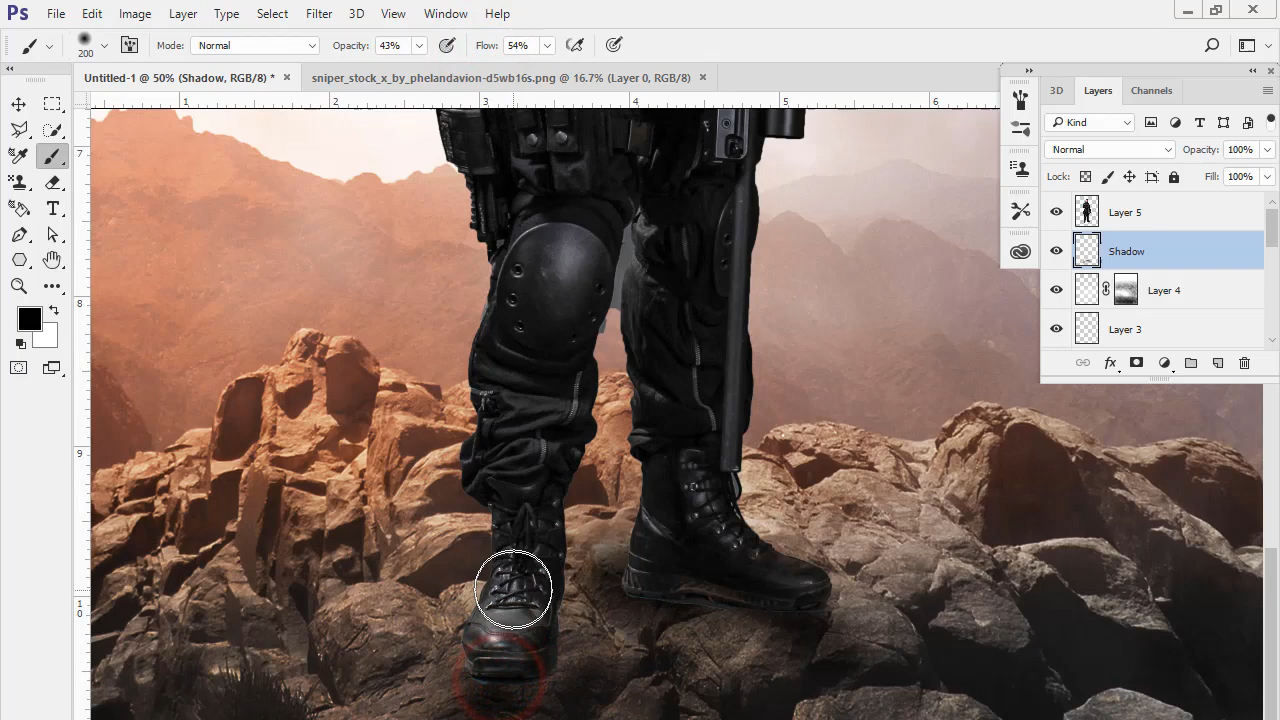 Ps File Edit Image Layer Type Select Filter 3D View Window Help
200 Mode: Normal Opacity: 43% Flow: 54%
Untitled-1 @ 50% (Shadow, RGB/8) * × sniper_stock_x_by_phelandavion-d5wb16s.png @ 16.7% (Layer 0, RGB/8) ×
1 2 3 4 5 6
7
8
9
1
0
3D Layers Channels
Kind
Normal Opacity: 100%
Lock: Fill: 100%
Layer 5
Shadow
Layer 4
Layer 3
fx